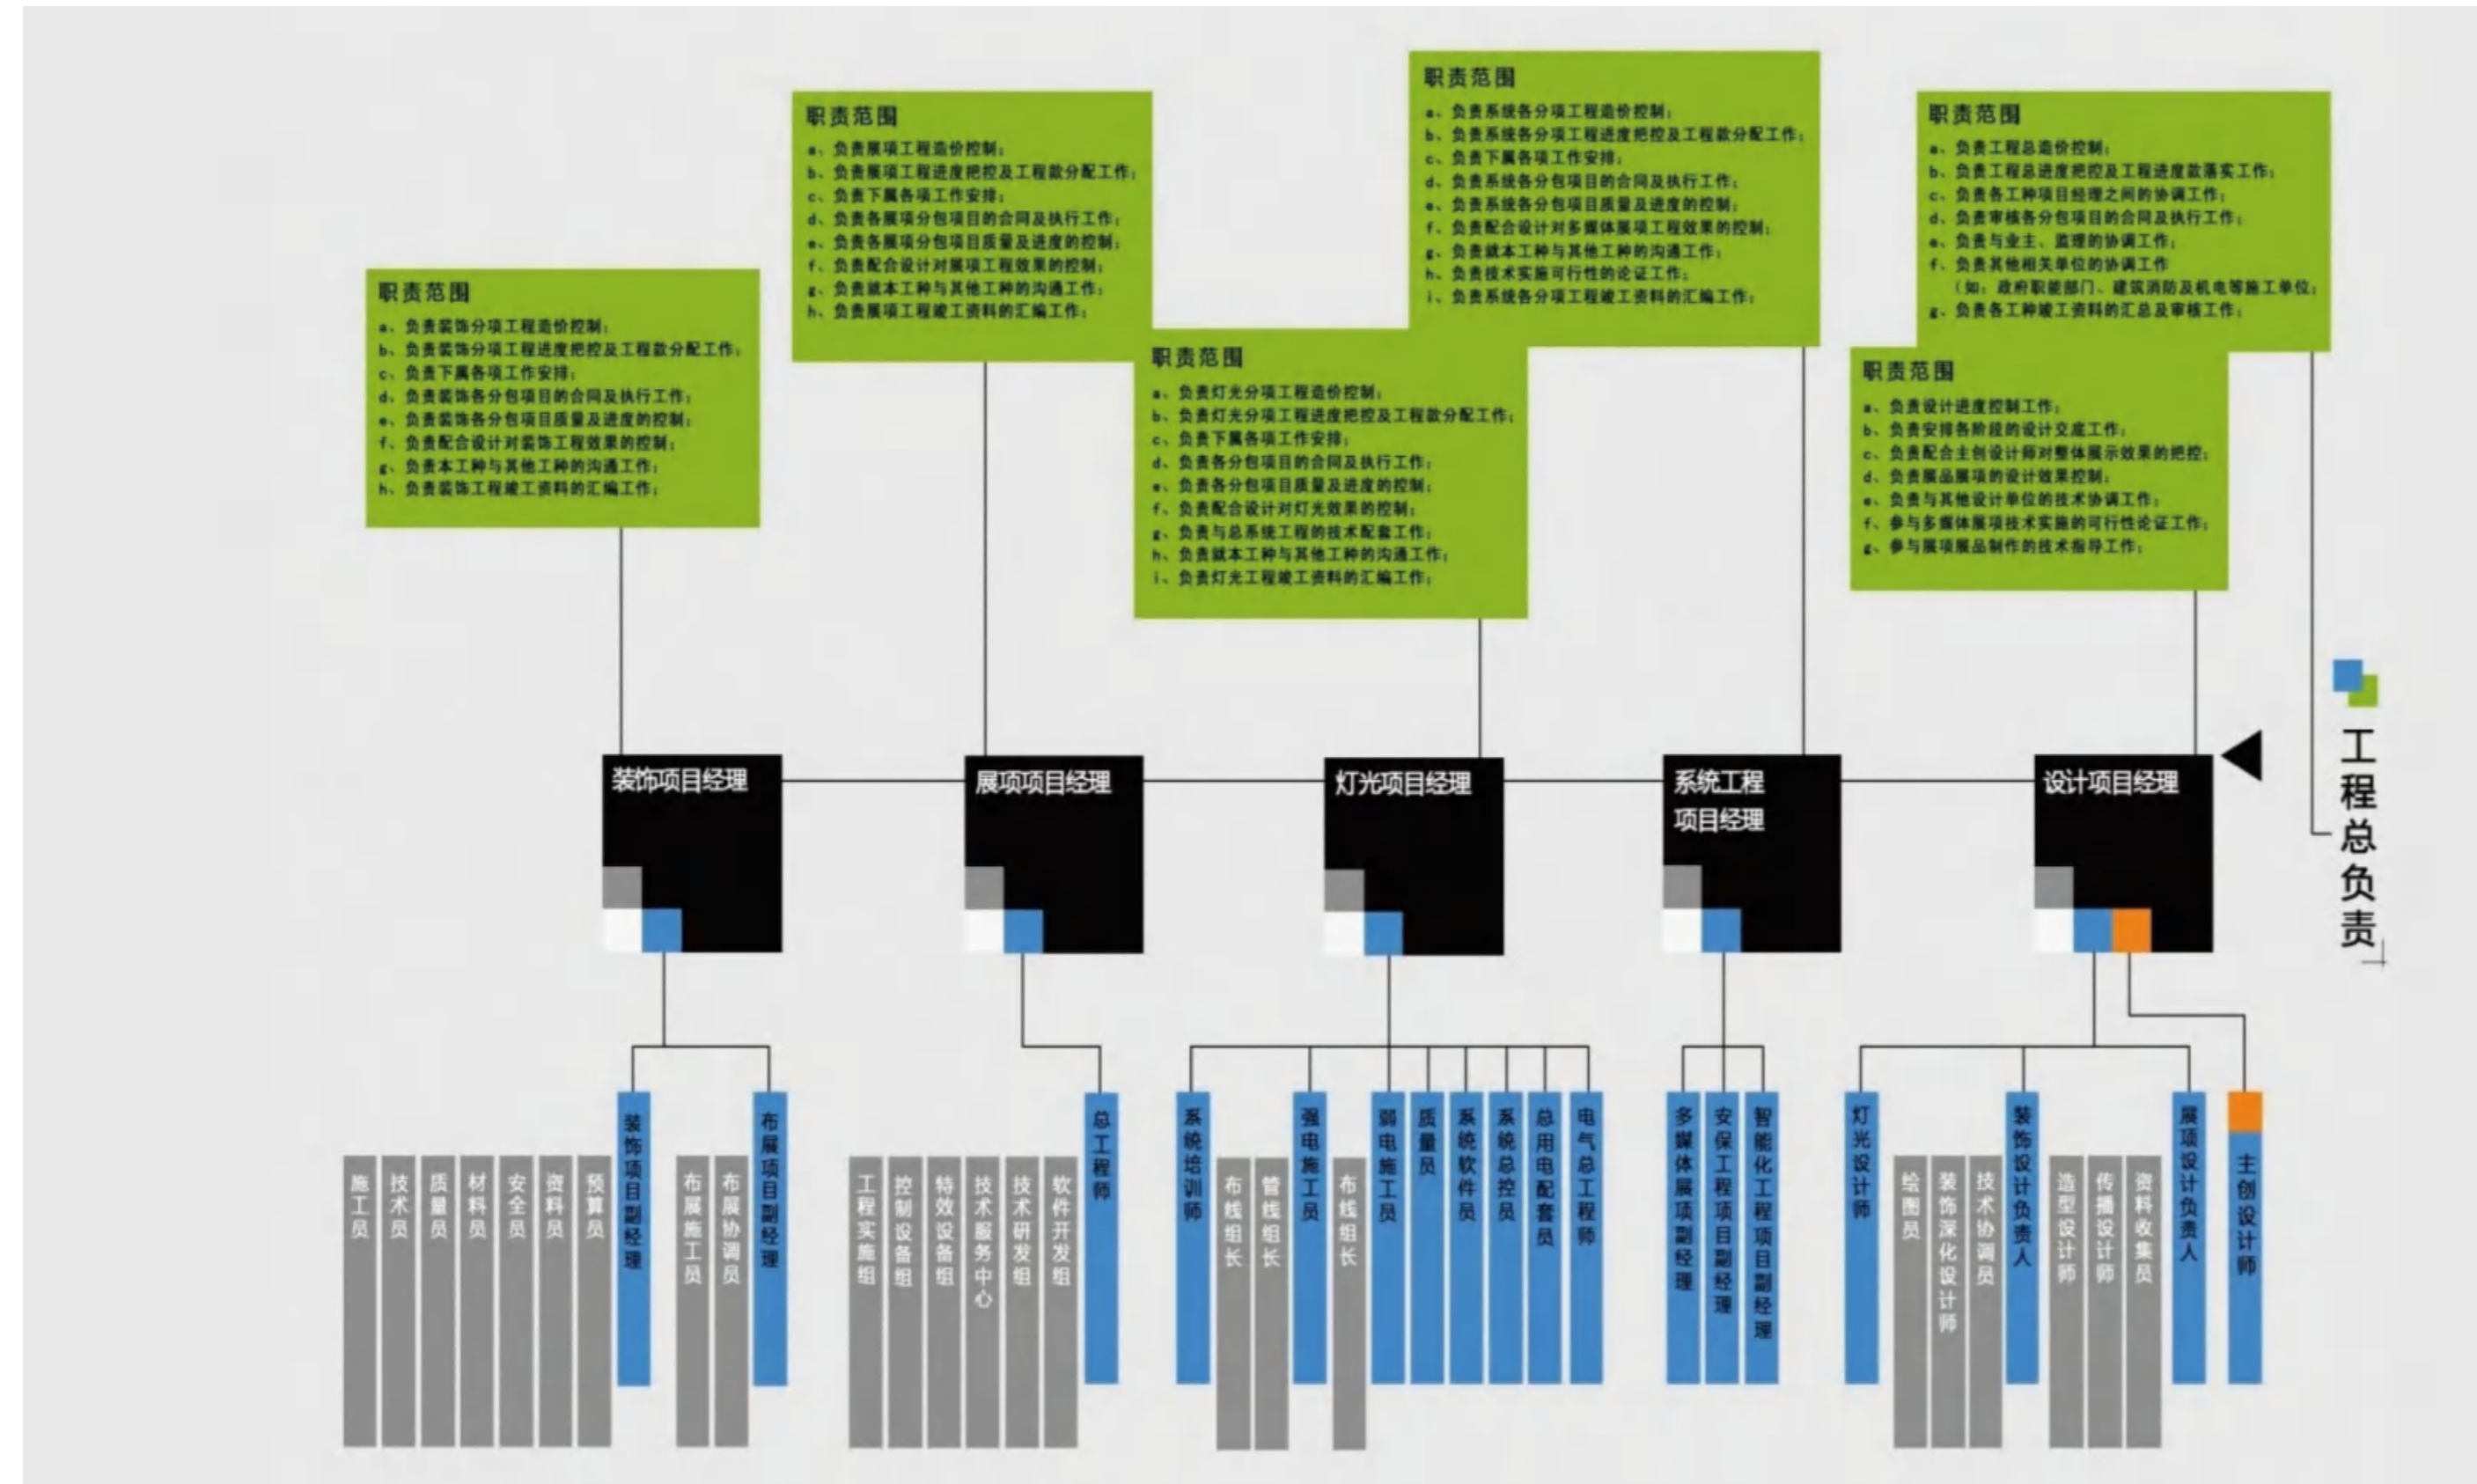 职责范围
a、负责装饰分项工程造价控制；
b、负责装饰分项工程进度把控及工程款分配工作；
c、负责下属各项工作安排；
d、负责装饰各分包项目的合同及执行工作；
e、负责装饰各分包项目质量及进度的控制；
f、负责配合设计对装饰工程效果的控制；
g、负责本工种与其他工种的沟通工作；
h、负责装饰工程竣工资料的汇编工作；
职责范围
a、负责展项工程造价控制；
b、负责展项工程进度把控及工程款分配工作；
c、负责下属各项工作安排；
d、负责各展项分包项目的合同及执行工作；
e、负责各展项分包项目质量及进度的控制；
f、负责配合设计对展项工程效果的控制；
g、负责就本工种与其他工种的沟通工作；
h、负责展项工程竣工资料的汇编工作；
职责范围
a、负责灯光分项工程造价控制；
b、负责灯光分项工程进度把控及工程款分配工作；
c、负责下属各项工作安排；
d、负责各分包项目的合同及执行工作；
e、负责各分包项目质量及进度的控制；
f、负责配合设计对灯光效果的控制；
g、负责与总系统工程的技术配套工作；
h、负责就本工种与其他工种的沟通工作；
i、负责灯光工程竣工资料的汇编工作；
职责范围
a、负责系统各分项工程造价控制；
b、负责系统各分项工程进度把控及工程款分配工作；
c、负责下属各项工作安排；
d、负责系统各分包项目的合同及执行工作；
e、负责系统各分包项目质量及进度的控制；
f、负责配合设计对多媒体展项工程效果的控制；
g、负责就本工种与其他工种的沟通工作；
h、负责技术实施可行性的论证工作；
i、负责系统各分项工程竣工资料的汇编工作；
职责范围
a、负责工程总造价控制；
b、负责工程总进度把控及工程进度款落实工作；
c、负责各工种项目经理之间的协调工作；
d、负责审核各分包项目的合同及执行工作；
e、负责与业主、监理的协调工作；
f、负责其他相关单位的协调工作
（如：政府职能部门、建筑消防及机电等施工单位；
g、负责各工种竣工资料的汇总及审核工作；
职责范围
a、负责设计进度控制工作；
b、负责安排各阶段的设计交底工作；
c、负责配合主创设计师对整体展示效果的把控；
d、负责展品展项的设计效果控制；
e、负责与其他设计单位的技术协调工作；
f、参与多媒体展项技术实施的可行性论证工作；
g、参与展项展品制作的技术指导工作；
工程总负责
装饰项目经理
展项项目经理
灯光项目经理
系统工程
项目经理
设计项目经理
施工员
技术员
质量员
材料员
安全员
资料员
预算员
装饰项目副经理
布展施工员
布展协调员
布展项目副经理
工程实施组
控制设备组
特效设备组
技术服务中心
技术研发组
软件开发组
总工程师
系统培训师
布线组长
管线组长
强电施工员
布线组长
弱电施工员
质量员
系统软件员
系统总控员
总用电配套员
电气总工程师
多媒体展项副经理
安保工程项目副经理
智能化工程项目副经理
灯光设计师
绘图员
装饰深化设计师
技术协调员
装饰设计负责人
造型设计师
传播设计师
资料收集员
展项设计负责人
主创设计师